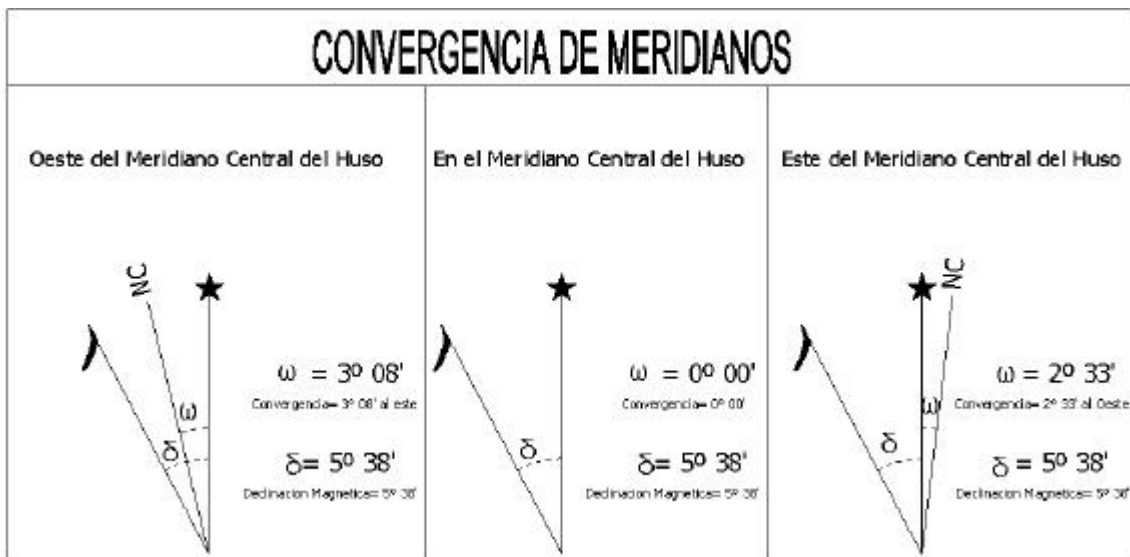 CONVERGENCIA DE MERIDIANOS
Oeste del Meridiano Central del Huso
NC
ω = 3º 08'
Convergencia= 3º 08' al este
ω
δ
δ= 5º 38'
Declinacion Magnetica= 5º 38'
En el Meridiano Central del Huso
ω = 0º 00'
Convergencia= 0º 00'
δ
δ= 5º 38'
Declinacion Magnetica= 5º 38'
Este del Meridiano Central del Huso
NC
ω = 2º 33'
Convergencia= 2º 33' al Oeste
ω
δ
δ = 5º 38'
Declinacion Magnetica= 5º 38'